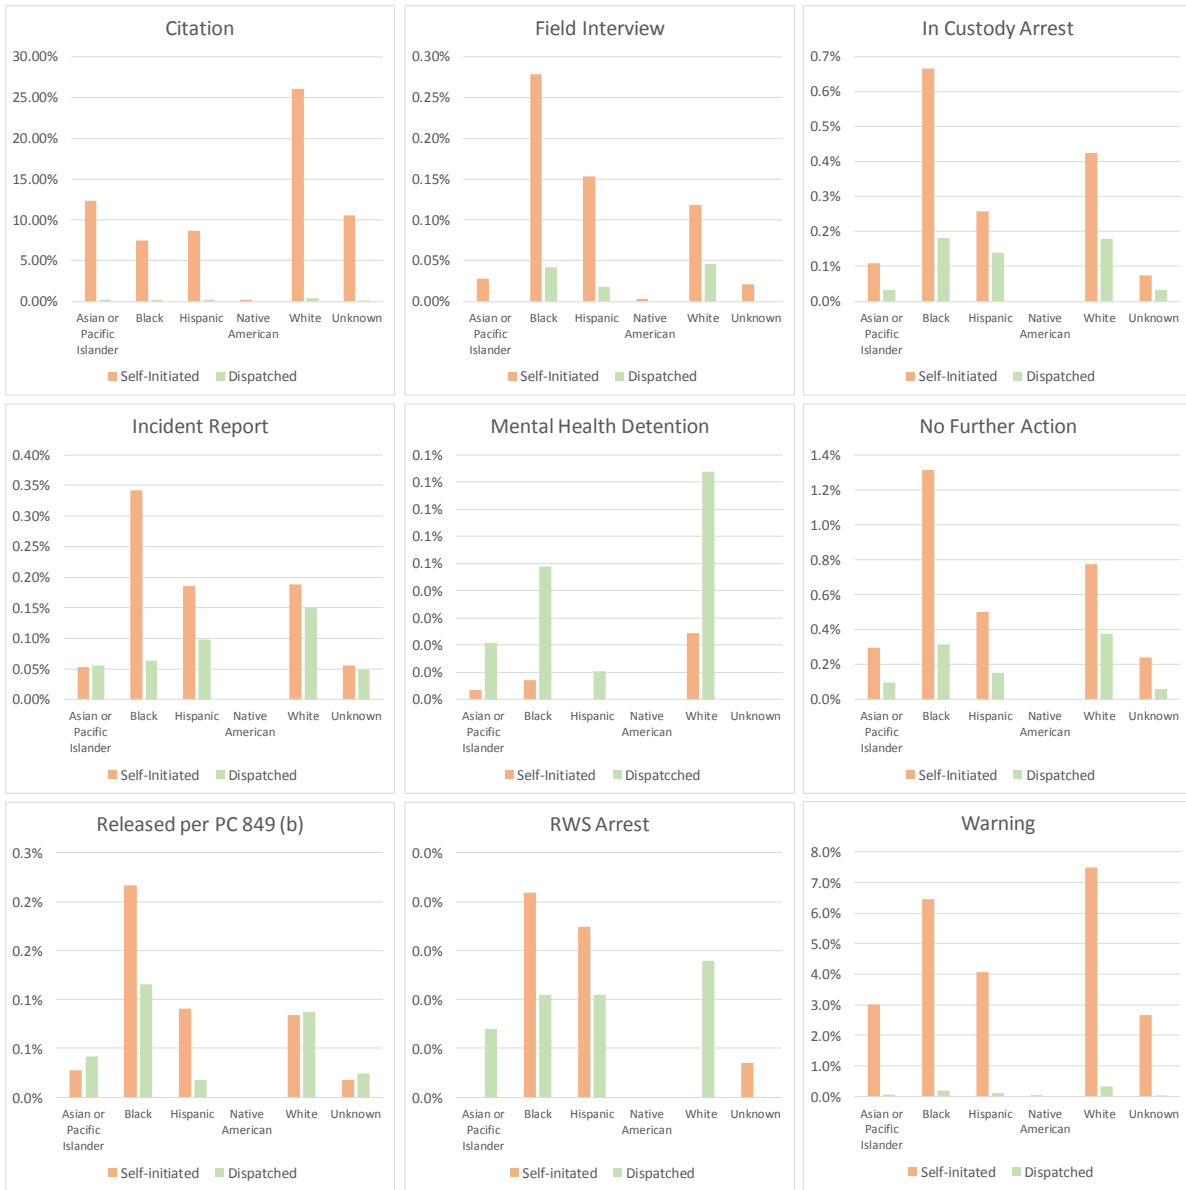 Citation
30.00%
25.00%
20.00%
15.00%
10.00%
5.00%
0.00%
Asian or Black Hispanic Native White Unknown
Pacific American
Islander
Self-Initiated Dispatched
Field Interview
0.30%
0.25%
0.20%
0.15%
0.10%
0.05%
0.00%
Asian or Black Hispanic Native White Unknown
Pacific American
Islander
Self-Initiated Dispatched
In Custody Arrest
0.7%
0.6%
0.5%
0.4%
0.3%
0.2%
0.1%
0.0%
Asian or Black Hispanic Native White Unknown
Pacific American
Islander
Self-Initiated Dispatched
Incident Report
0.40%
0.35%
0.30%
0.25%
0.20%
0.15%
0.10%
0.05%
0.00%
Asian or Black Hispanic Native White Unknown
Pacific American
Islander
Self-Initiated Dispatched
Mental Health Detention
0.1%
0.1%
0.1%
0.1%
0.1%
0.0%
0.0%
0.0%
0.0%
0.0%
Asian or Black Hispanic Native White Unknown
Pacific American
Islander
Self-Initiated Dispatcched
No Further Action
1.4%
1.2%
1.0%
0.8%
0.6%
0.4%
0.2%
0.0%
Asian or Black Hispanic Native White Unknown
Pacific American
Islander
Self-Initiated Dispatched
Released per PC 849 (b)
0.3%
0.2%
0.2%
0.1%
0.1%
0.0%
Asian or Black Hispanic Native White Unknown
Pacific American
Islander
Self-initiated Dispatched
RWS Arrest
0.0%
0.0%
0.0%
0.0%
0.0%
0.0%
Asian or Black Hispanic Native White Unknown
Pacific American
Islander
Self-initated Dispatched
Warning
8.0%
7.0%
6.0%
5.0%
4.0%
3.0%
2.0%
1.0%
0.0%
Asian or Black Hispanic Native White Unknown
Pacific American
Islander
Self-initated Dispatched